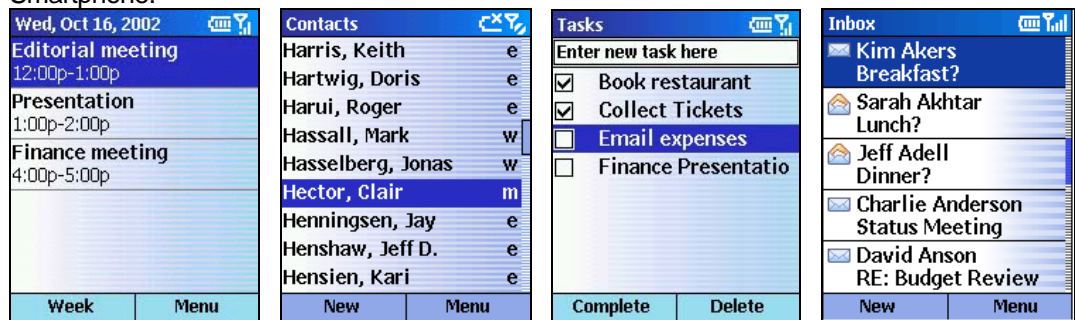 Smartphone.
Wed, Oct 16, 2002
Editorial meeting
12:00p-1:00p
Presentation
1:00p-2:00p
Finance meeting
4:00p-5:00p
Week Menu
Contacts
Harris, Keith e
Hartwig, Doris e
Harui, Roger e
Hassall, Mark w
Hasselberg, Jonas w
Hector, Clair m
Henningsen, Jay e
Henshaw, Jeff D. e
Hensien, Kari e
New Menu
Tasks
Enter new task here
Book restaurant
Collect Tickets
Email expenses
Finance Presentatio
Complete Delete
Inbox
Kim Akers
Breakfast?
Sarah Akhtar
Lunch?
Jeff Adell
Dinner?
Charlie Anderson
Status Meeting
David Anson
RE: Budget Review
New Menu